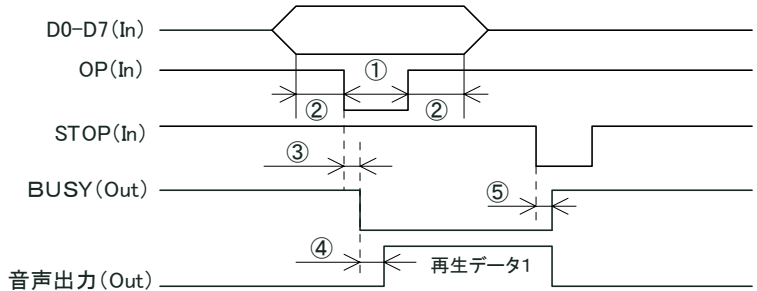 D0-D7(In)
OP(In)
①
②
②
STOP(In)
③
BUSY(Out)
⑤
④
再生データ1
音声出力(Out)